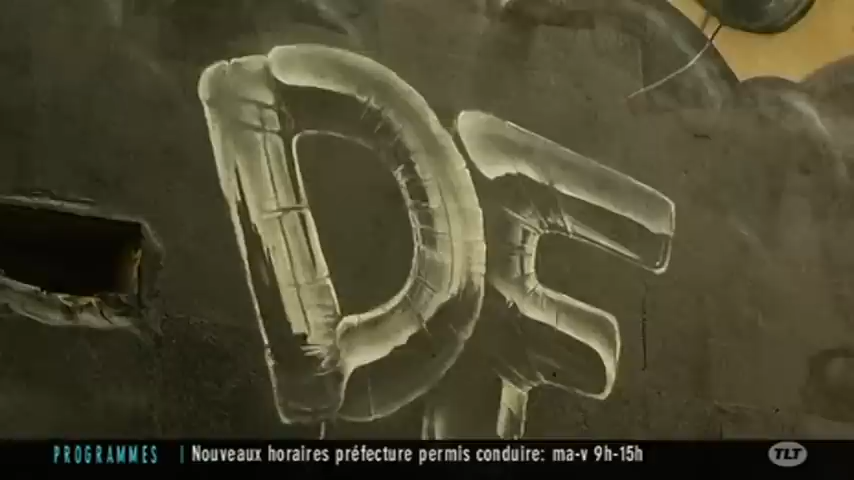 DF
PROGRAMMES | Nouveaux horaires préfecture permis conduire: ma-v 9h-15h
TLT